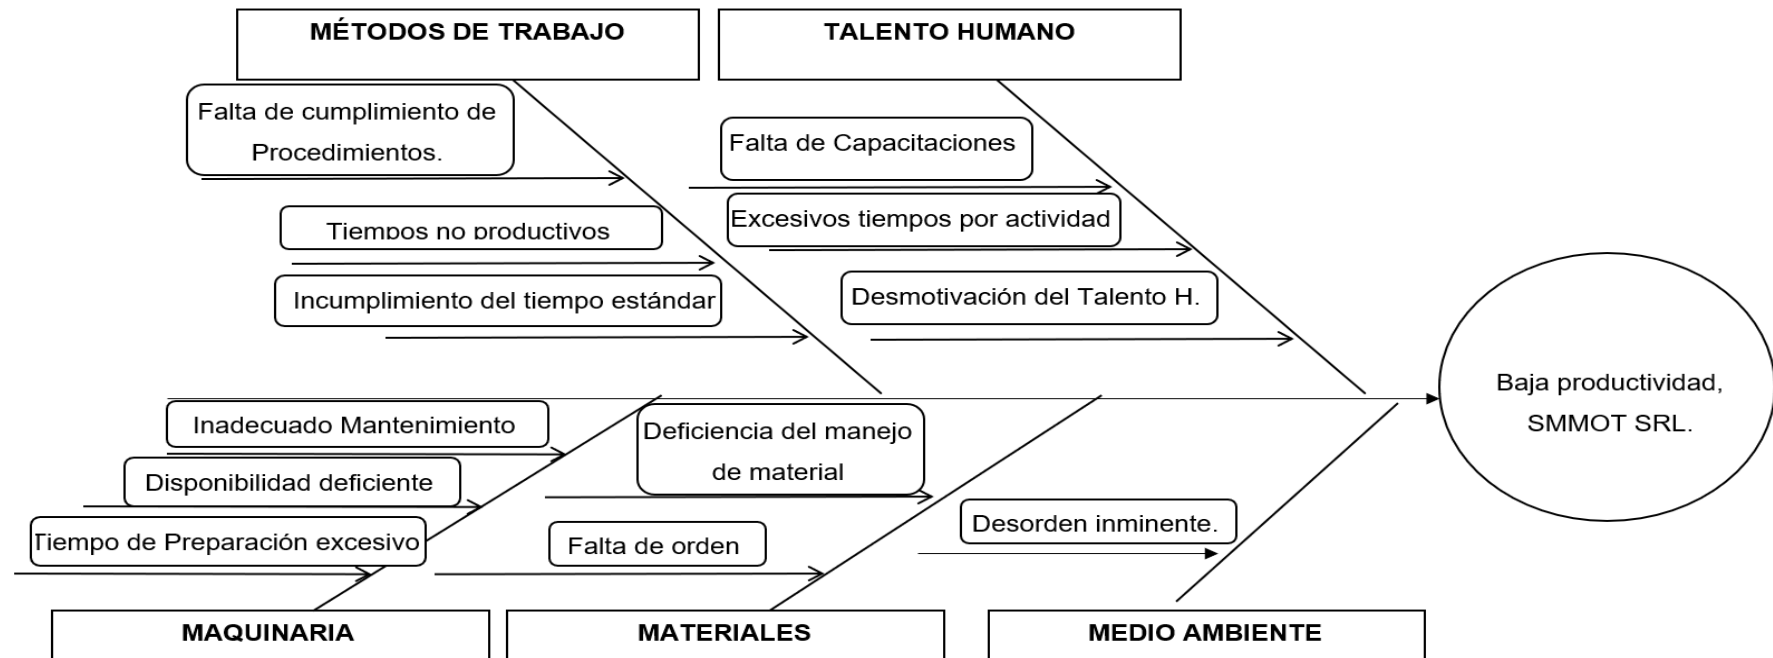 MÉTODOS DE TRABAJO
TALENTO HUMANO
Falta de cumplimiento de
Procedimientos.
Falta de Capacitaciones
Tiempos no productivos
Excesivos tiempos por actividad
Incumplimiento del tiempo estándar
Desmotivación del Talento H.
Baja productividad,
SMMOT SRL.
Inadecuado Mantenimiento
Deficiencia del manejo
de material
Disponibilidad deficiente
Tiempo de Preparación excesivo
Falta de orden
Desorden inminente.
MAQUINARIA
MATERIALES
MEDIO AMBIENTE